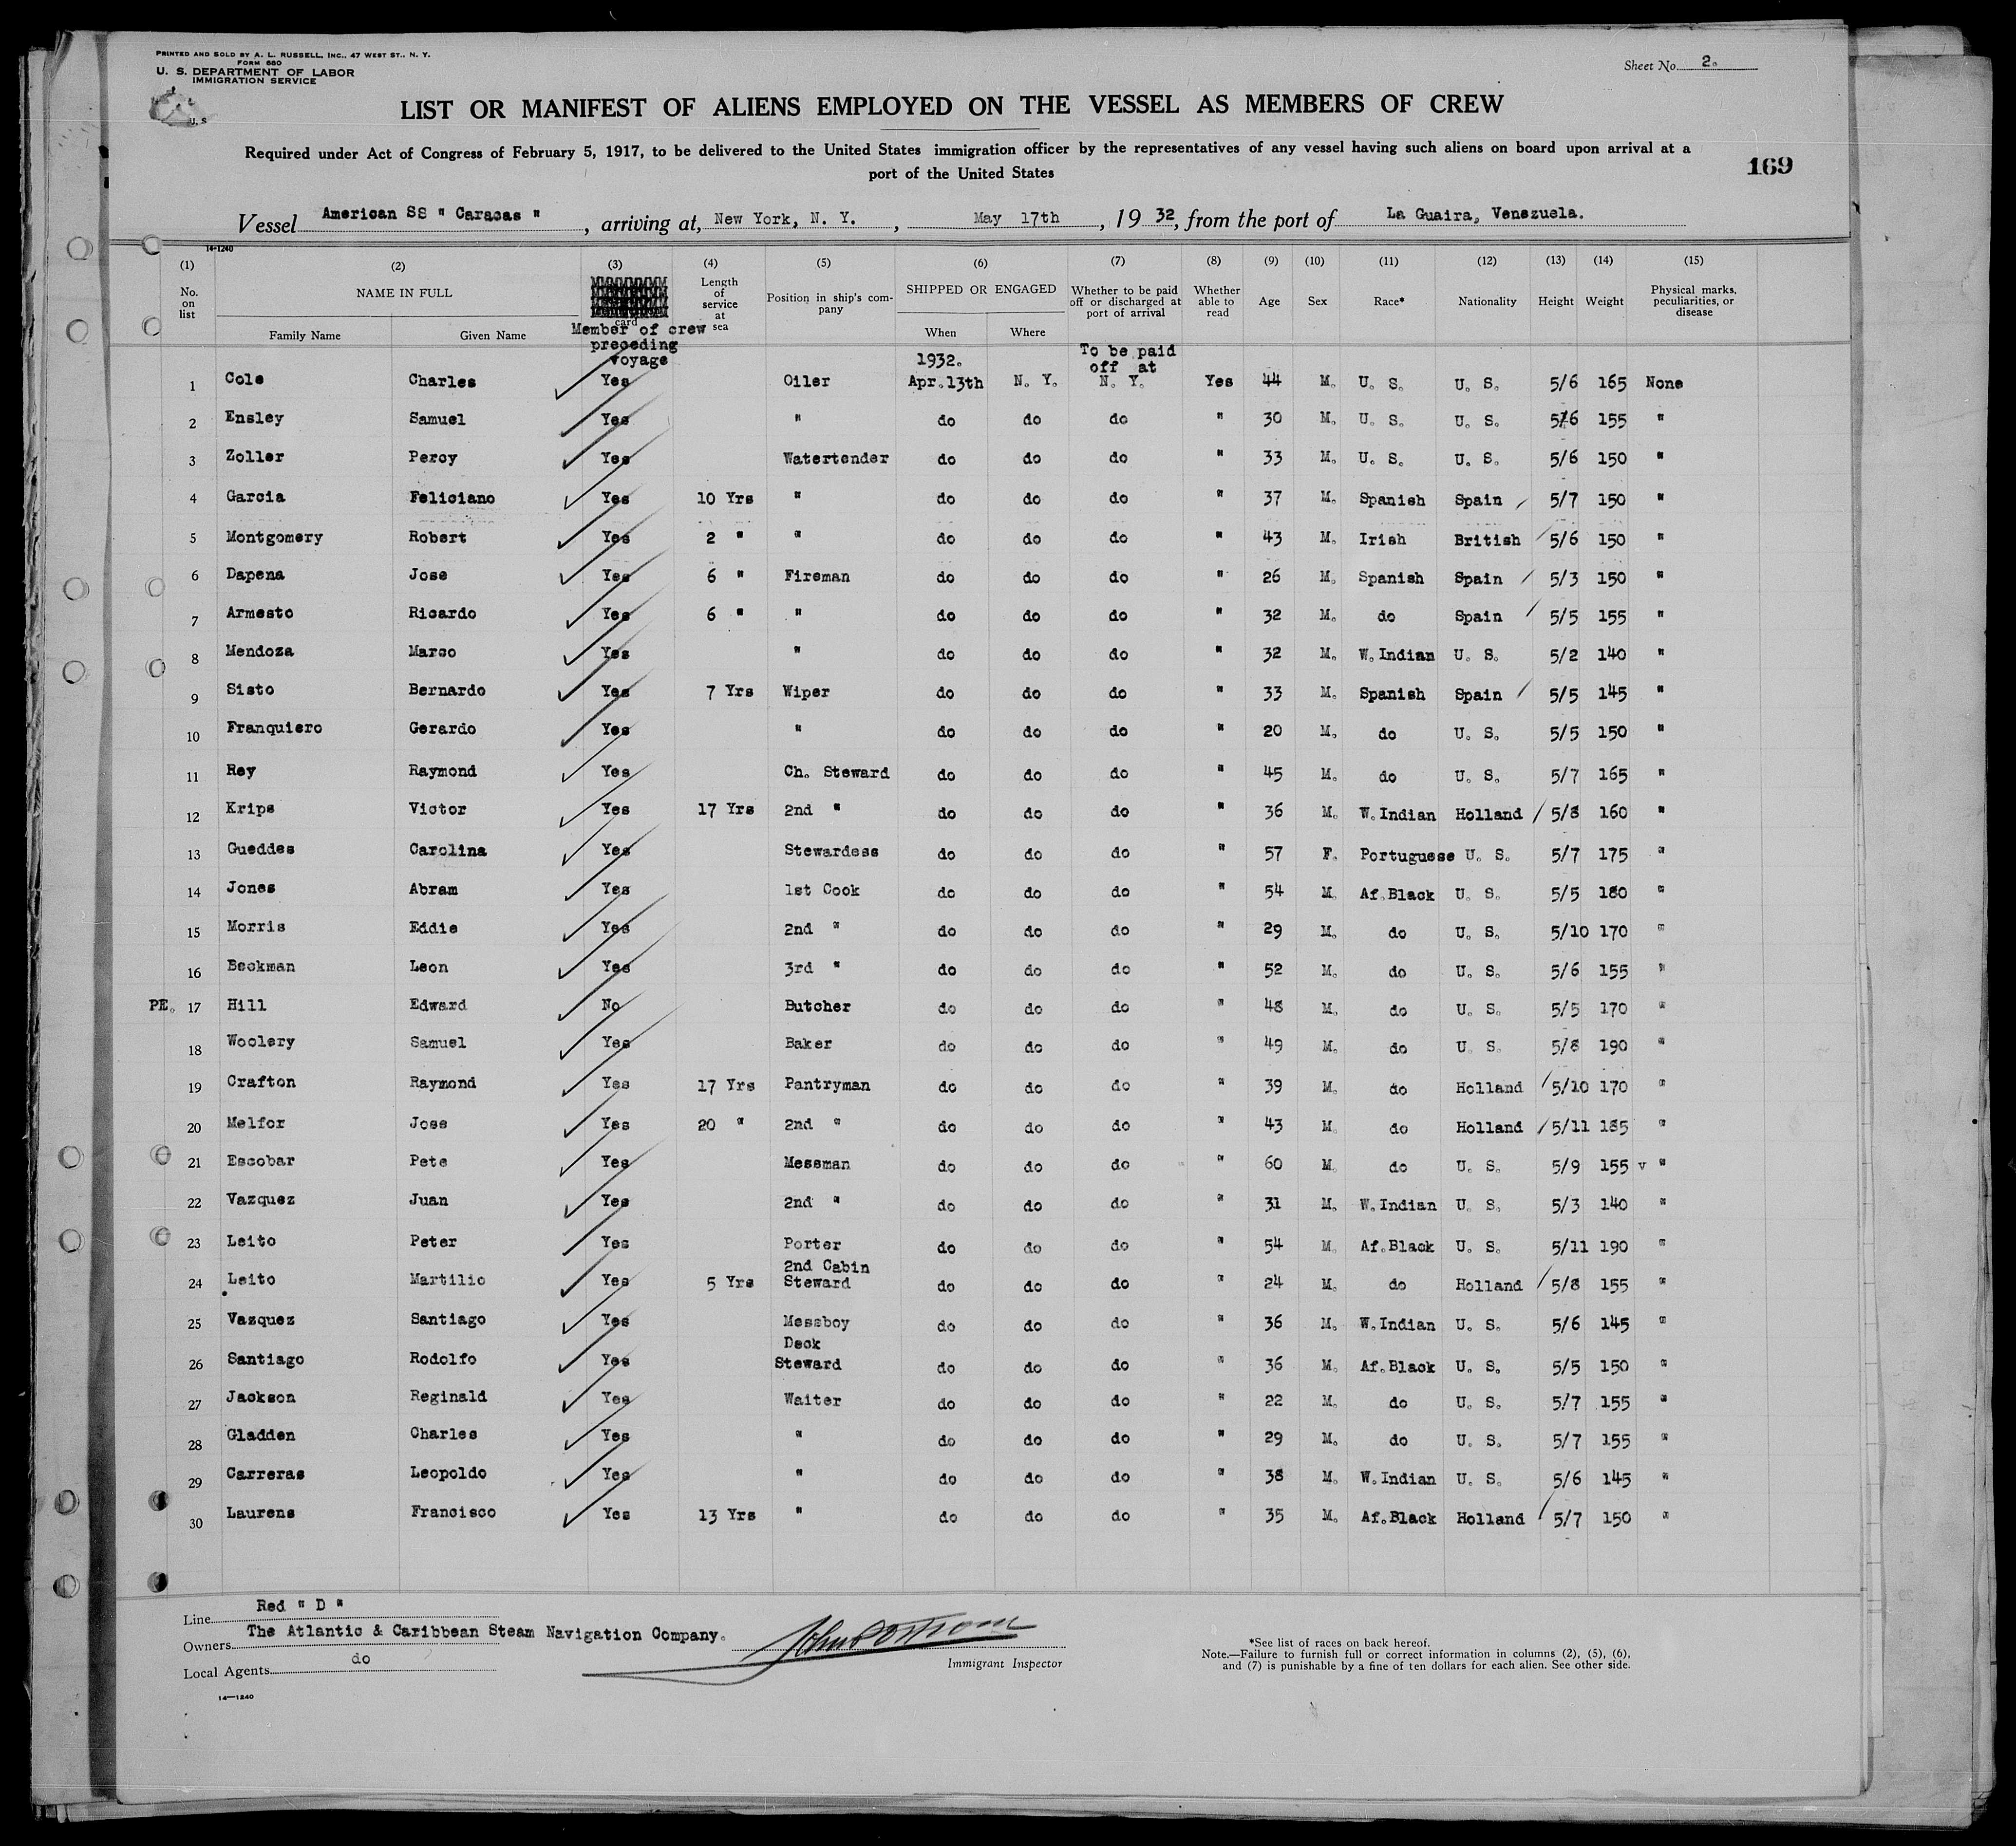 PRINTED AND SOLD BY A. L. RUSSELL, INC., 47 WEST ST., N. Y.
FORM 680
U. S. DEPARTMENT OF LABOR
IMMIGRATION SERVICE
U. S
Sheet No. 2.
LIST OR MANIFEST OF ALIENS EMPLOYED ON THE VESSEL AS MEMBERS OF CREW
Required under Act of Congress of February 5, 1917, to be delivered to the United States immigration officer by the representatives of any vessel having such aliens on board upon arrival at a
port of the United States
169
Vessel American SS " Caracas ", arriving at, New York, N. Y., May 17th, 19 32, from the port of La Guaira, Venezuela.
14-1240
(1) (2) (3) (4) (5) (6) (7) (8) (9) (10) (11) (12) (13) (14) (15)
No. on list NAME IN FULL Family Name Given Name card Member of crew preceding voyage Length of service at sea Position in ship's company SHIPPED OR ENGAGED When Where Whether to be paid off or discharged at port of arrival Whether able to read Age Sex Race* Nationality Height Weight Physical marks, peculiarities, or disease
1932. To be paid off at
1 Cole Charles Yes Oiler Apr.13th N. Y. N. Y. Yes 44 M. U. S. U. S. 5/6 165 None
2 Ensley Samuel Yes " do do do " 30 M. U. S. U. S. 5/6 155 "
3 Zoller Percy Yes Watertender do do do " 33 M. U. S. U. S. 5/6 150 "
4 Garcia Feliciano Yes 10 Yrs " do do do " 37 M. Spanish Spain 5/7 150 "
5 Montgomery Robert Yes 2 " " do do do " 43 M. Irish British 5/6 150 "
6 Dapena Jose Yes 6 " Fireman do do do " 26 M. Spanish Spain 5/3 150 "
7 Armesto Ricardo Yes 6 " " do do do " 32 M. do Spain 5/5 155 "
8 Mendoza Marco Yes " do do do " 32 M. W.Indian U. S. 5/2 140 "
9 Sisto Bernardo Yes 7 Yrs Wiper do do do " 33 M. Spanish Spain 5/5 145 "
10 Franquiero Gerardo Yes " do do do " 20 M. do U. S. 5/5 150 "
11 Rey Raymond Yes Ch. Steward do do do " 45 M. do U. S. 5/7 165 "
12 Krips Victor Yes 17 Yrs 2nd " do do do " 36 M. W.Indian Holland 5/8 160 "
13 Gueddes Carolina Yes Stewardess do do do " 57 F. Portuguese U. S. 5/7 175 "
14 Jones Abram Yes 1st Cook do do do " 54 M. Af.Black U. S. 5/5 180 "
15 Morris Eddie Yes 2nd " do do do " 29 M. do U. S. 5/10 170 "
16 Beckman Leon Yes 3rd " do do do " 52 M. do U. S. 5/6 155 "
PE. 17 Hill Edward No Butcher do do do " 48 M. do U. S. 5/5 170 "
18 Woolery Samuel Yes Baker do do do " 49 M. do U. S. 5/8 190 "
19 Crafton Raymond Yes 17 Yrs Pantryman do do do " 39 M. do Holland 5/10 170 "
20 Melfor Jose Yes 20 " 2nd " do do do " 43 M. do Holland 5/11 185 "
21 Escobar Pete Yes Messman do do do " 60 M. do U. S. 5/9 155 v "
22 Vazquez Juan Yes 2nd " do do do " 31 M. W.Indian U. S. 5/3 140 "
23 Leito Peter Yes Porter do do do " 54 M. Af.Black U. S. 5/11 190 "
24 Leito Martilio Yes 5 Yrs 2nd Cabin Steward do do do " 24 M. do Holland 5/8 155 "
25 Vazquez Santiago Yes Messboy do do do " 36 M. W.Indian U. S. 5/6 145 "
26 Santiago Rodolfo Yes Deck Steward do do do " 36 M. Af.Black U. S. 5/5 150 "
27 Jackson Reginald Yes Waiter do do do " 22 M. do U. S. 5/7 155 "
28 Gladden Charles Yes " do do do " 29 M. do U. S. 5/7 155 "
29 Carreras Leopoldo Yes " do do do " 38 M. W.Indian U. S. 5/6 145 "
30 Laurens Francisco Yes 13 Yrs " do do do " 35 M. Af.Black Holland 5/7 150 "
Line Red " D "
Owners The Atlantic & Caribbean Steam Navigation Company.
Local Agents do
Immigrant Inspector
*See list of races on back hereof.
Note.—Failure to furnish full or correct information in columns (2), (5), (6),
and (7) is punishable by a fine of ten dollars for each alien. See other side.
14—1240